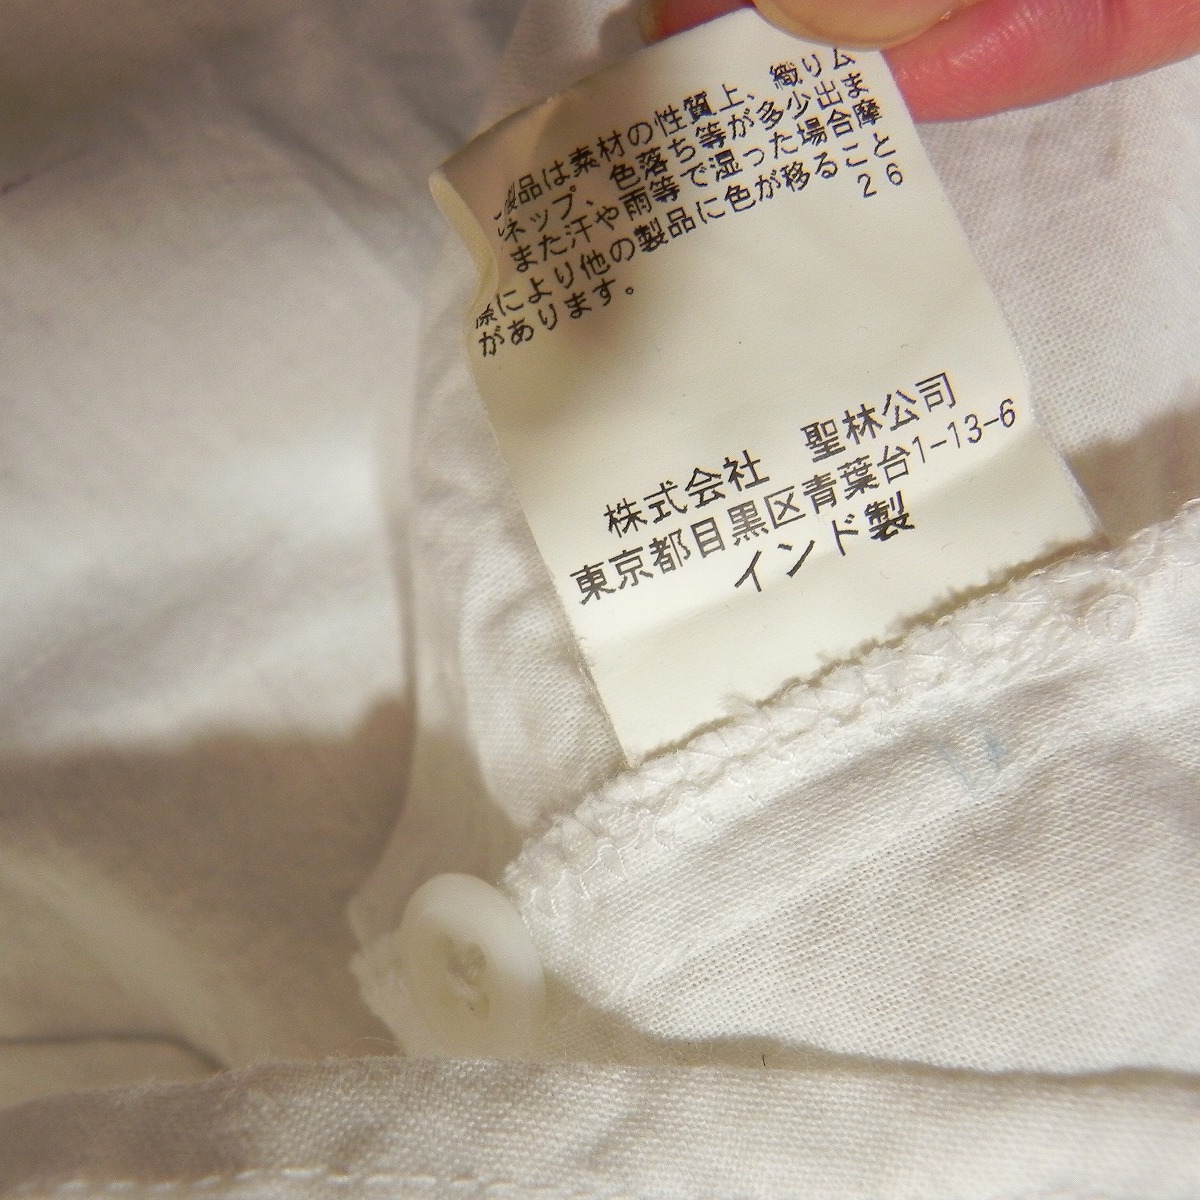 製品は素材の性質上、織りム
ネップ、色落ち等が多少出ま
また汗や雨等で湿った場合摩
擦により他の製品に色が移ること
があります。
26
株式会社 聖林公司
東京都目黒区青葉台1-13-6
インド製